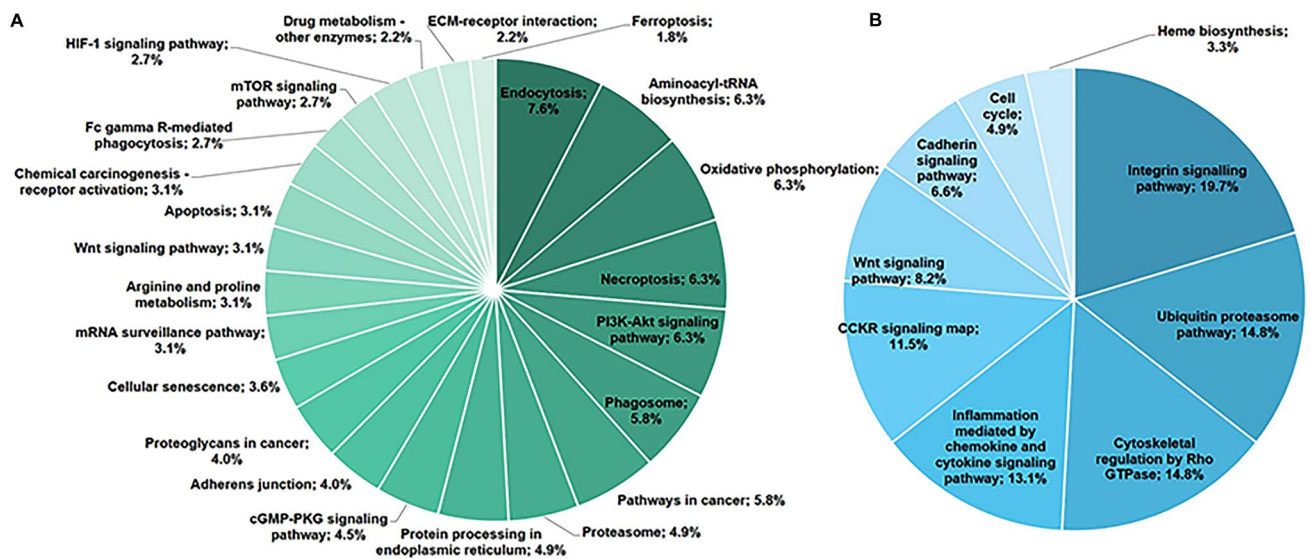 A
Drug metabolism -
other enzymes; 2.2%
ECM-receptor interaction;
2.2%
Ferroptosis;
1.8%
HIF-1 signaling pathway;
2.7%
mTOR signaling
pathway; 2.7%
Fc gamma R-mediated
phagocytosis; 2.7%
Chemical carcinogenesis -
receptor activation; 3.1%
Apoptosis; 3.1%
Wnt signaling pathway; 3.1%
Arginine and proline
metabolism; 3.1%
mRNA surveillance pathway;
3.1%
Cellular senescence; 3.6%
Proteoglycans in cancer;
4.0%
Adherens junction; 4.0%
cGMP-PKG signaling
pathway; 4.5%
Protein processing in
endoplasmic reticulum; 4.9%
Proteasome; 4.9%
Pathways in cancer; 5.8%
Phagosome;
5.8%
PI3K-Akt signaling
pathway; 6.3%
Necroptosis; 6.3%
Oxidative phosphorylation;
6.3%
Aminoacyl-tRNA
biosynthesis; 6.3%
Endocytosis;
7.6%
B
Heme biosynthesis;
3.3%
Cell
cycle;
4.9%
Cadherin
signaling
pathway;
6.6%
Wnt signaling
pathway; 8.2%
CCKR signaling map;
11.5%
Inflammation
mediated by
chemokine and
cytokine signaling
pathway; 13.1%
Cytoskeletal
regulation by Rho
GTPase; 14.8%
Ubiquitin proteasome
pathway; 14.8%
Integrin signalling
pathway; 19.7%